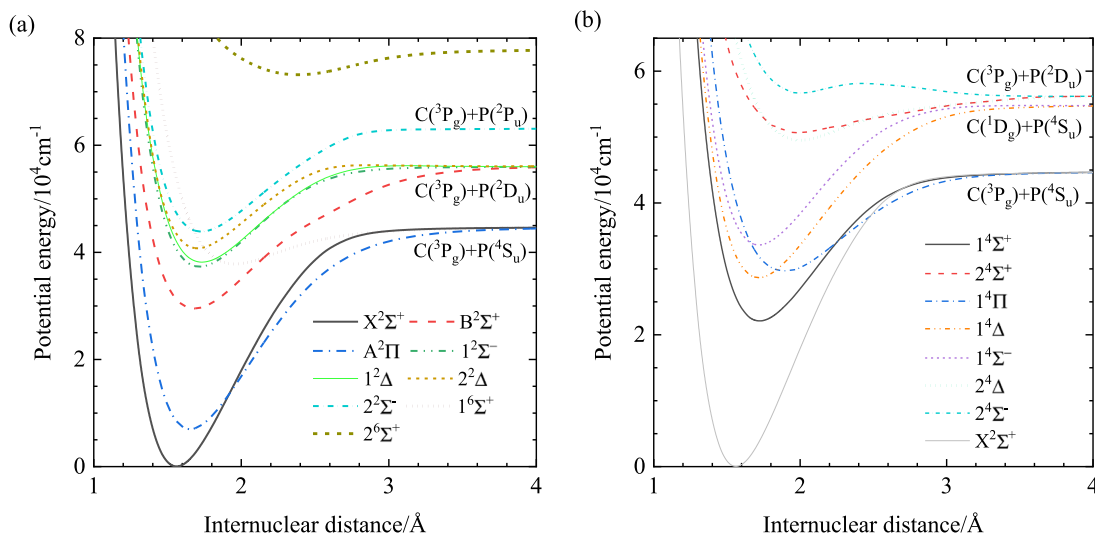 (a)
Potential energy/10⁴cm⁻¹
8
6
4
2
0
1
2
3
4
Internuclear distance/Å
C(³P_g)+P(²P_u)
C(³P_g)+P(²D_u)
C(³P_g)+P(⁴S_u)
X²Σ⁺ B²Σ⁺
A²Π 1²Σ⁻
1²Δ 2²Δ
2²Σ⁻ 1⁶Σ⁺
2⁶Σ⁺
(b)
Potential energy/10⁴cm⁻¹
6
4
2
0
1
2
3
4
Internuclear distance/Å
C(³P_g)+P(²D_u)
C(¹D_g)+P(⁴S_u)
C(³P_g)+P(⁴S_u)
1⁴Σ⁺
2⁴Σ⁺
1⁴Π
1⁴Δ
1⁴Σ⁻
2⁴Δ
2⁴Σ⁻
X²Σ⁺